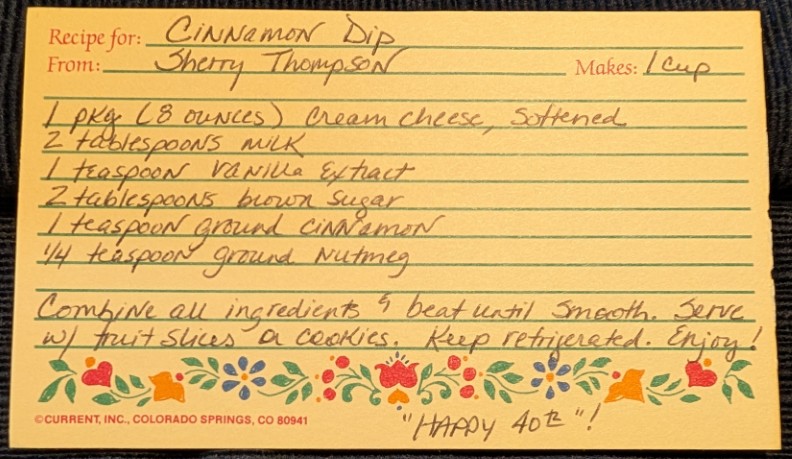 Recipe for: Cinnamon Dip
From: Sherry Thompson Makes: 1 cup
1 pkg (8 ounces) cream cheese, softened
2 tablespoons milk
1 teaspoon vanilla extract
2 tablespoons brown sugar
1 teaspoon ground cinnamon
1/4 teaspoon ground nutmeg
Combine all ingredients & beat until smooth. Serve
w/ fruit slices or cookies. Keep refrigerated. Enjoy!
©CURRENT, INC., COLORADO SPRINGS, CO 80941
"HAPPY 40th"!